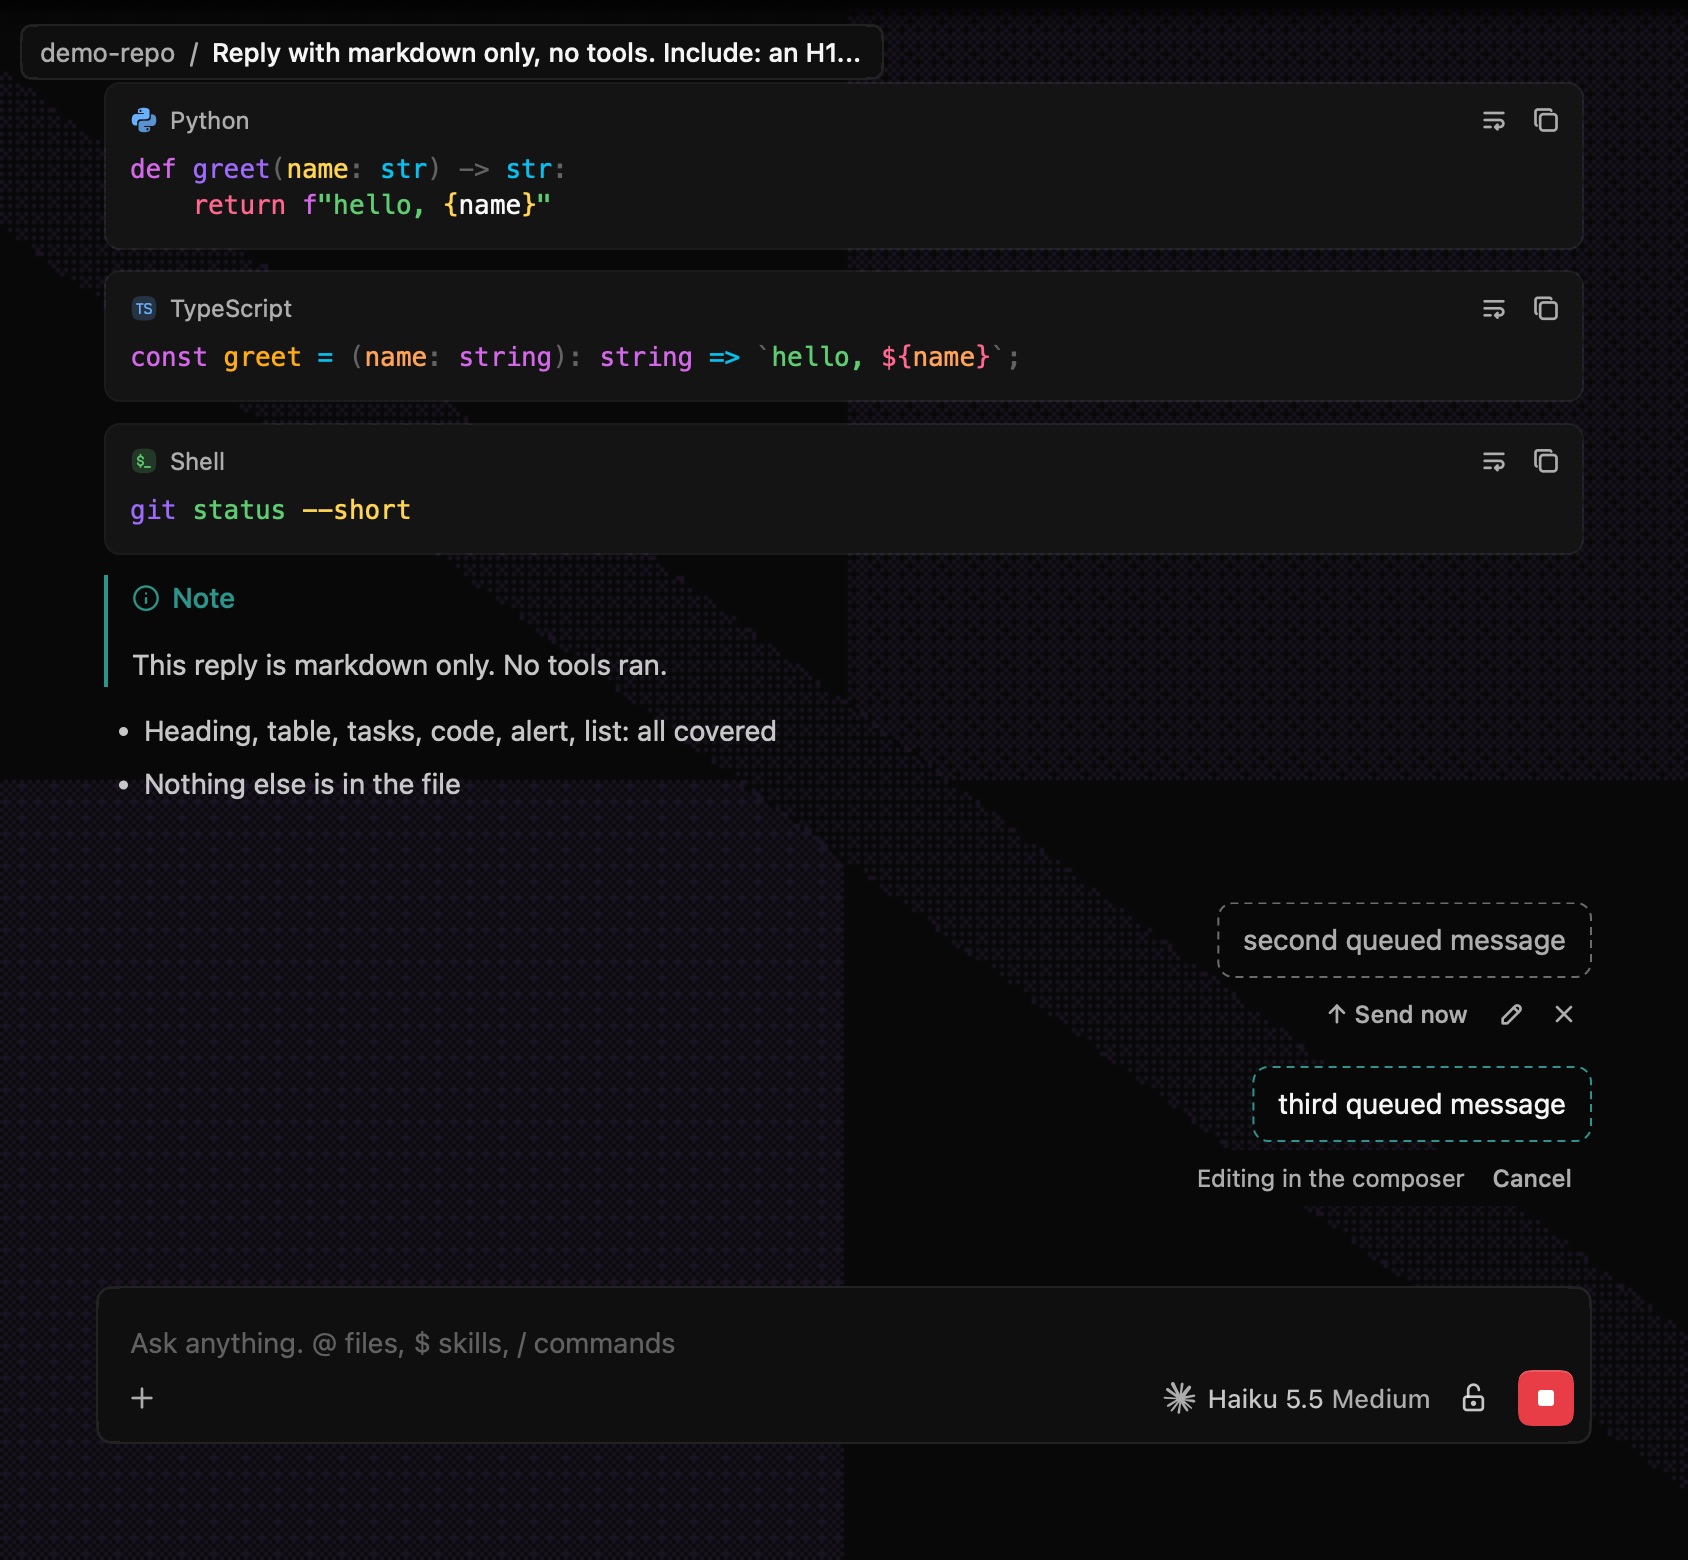 demo-repo / Reply with markdown only, no tools. Include: an H1...
Python
def greet(name: str) -> str:
    return f"hello, {name}"
TS TypeScript
const greet = (name: string): string => `hello, ${name}`;
$_ Shell
git status --short
Note
This reply is markdown only. No tools ran.
• Heading, table, tasks, code, alert, list: all covered
• Nothing else is in the file
second queued message
↑ Send now
third queued message
Editing in the composer Cancel
Ask anything. @ files, $ skills, / commands
+ Haiku 5.5 Medium